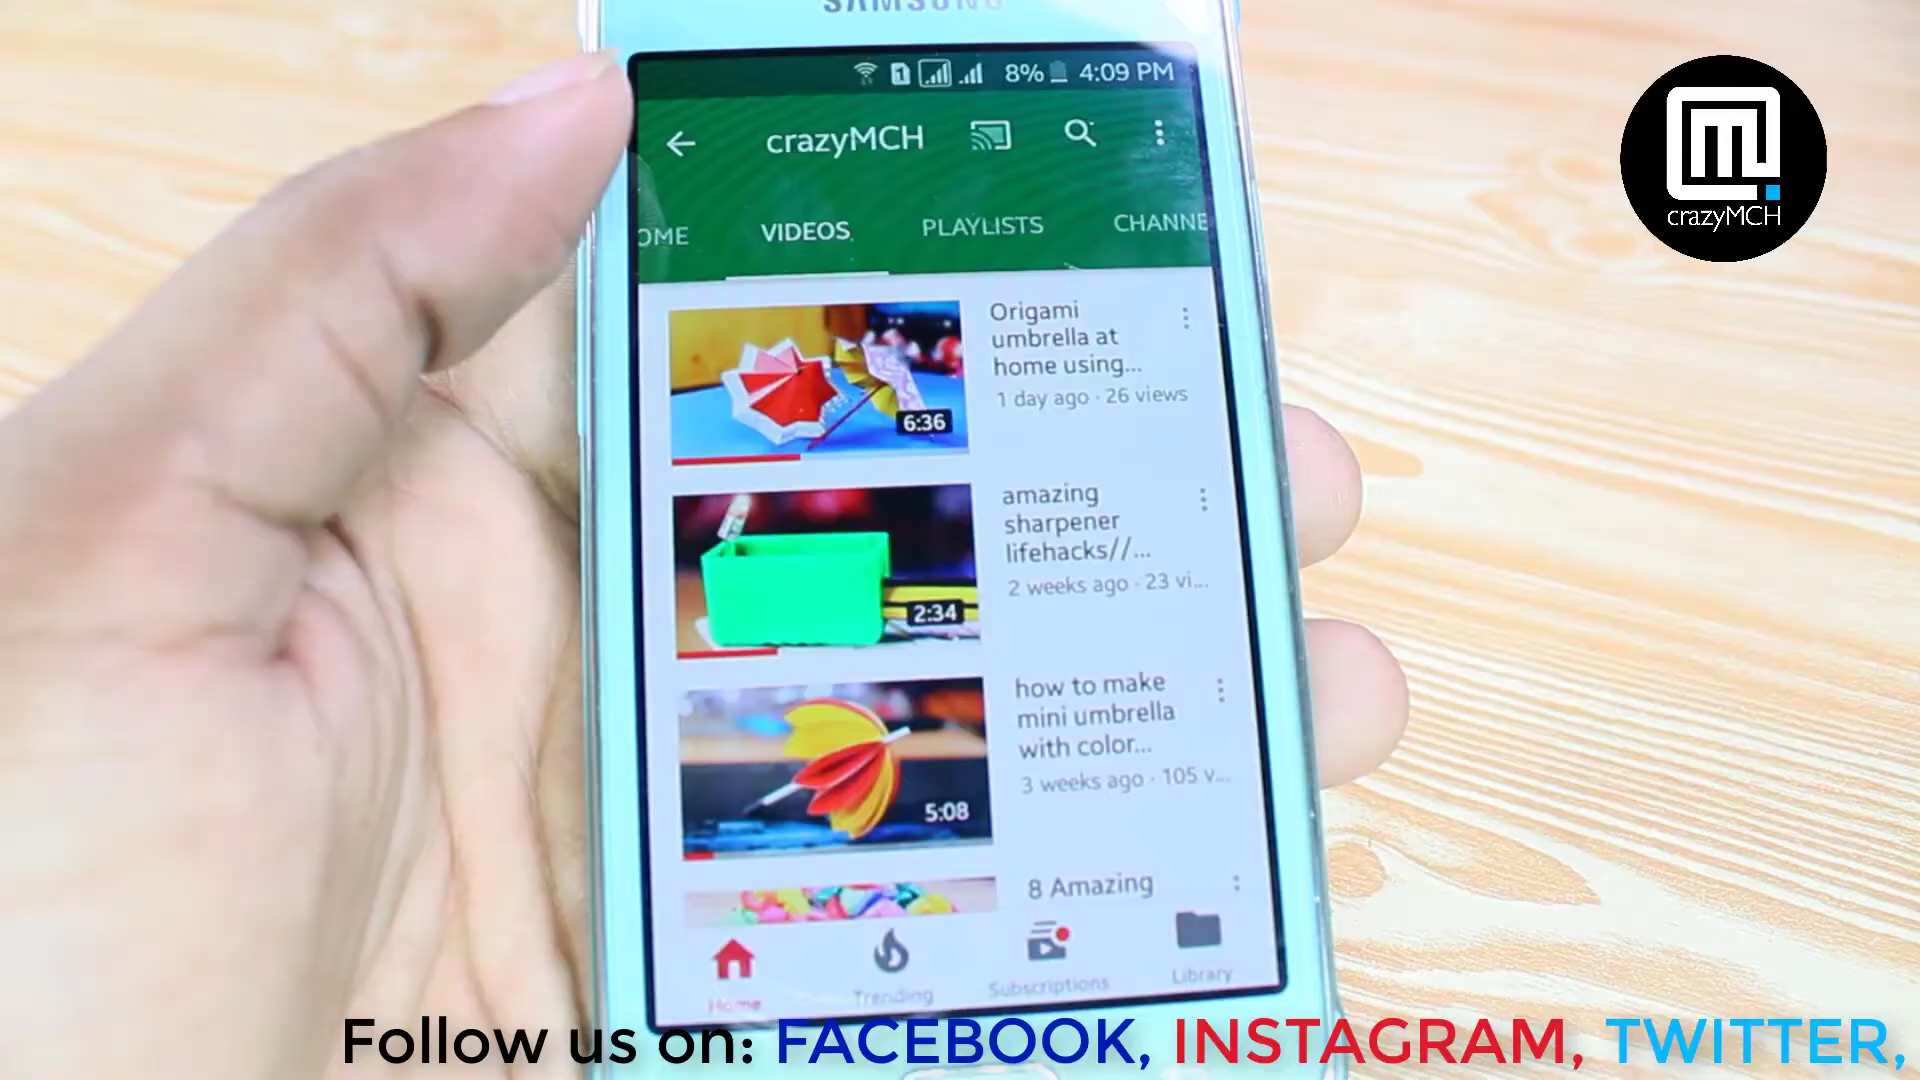 SAMSUNG
1 8% 4:09 PM
crazyMCH
OME VIDEOS PLAYLISTS CHANNE
Origami
umbrella at
home using...
1 day ago · 26 views
6:36
amazing
sharpener
lifehacks//...
2 weeks ago · 23 vi...
2:34
how to make
mini umbrella
with color...
3 weeks ago · 105 v...
5:08
8 Amazing
Home Trending Subscriptions Library
crazyMCH
Follow us on: FACEBOOK, INSTAGRAM, TWITTER,